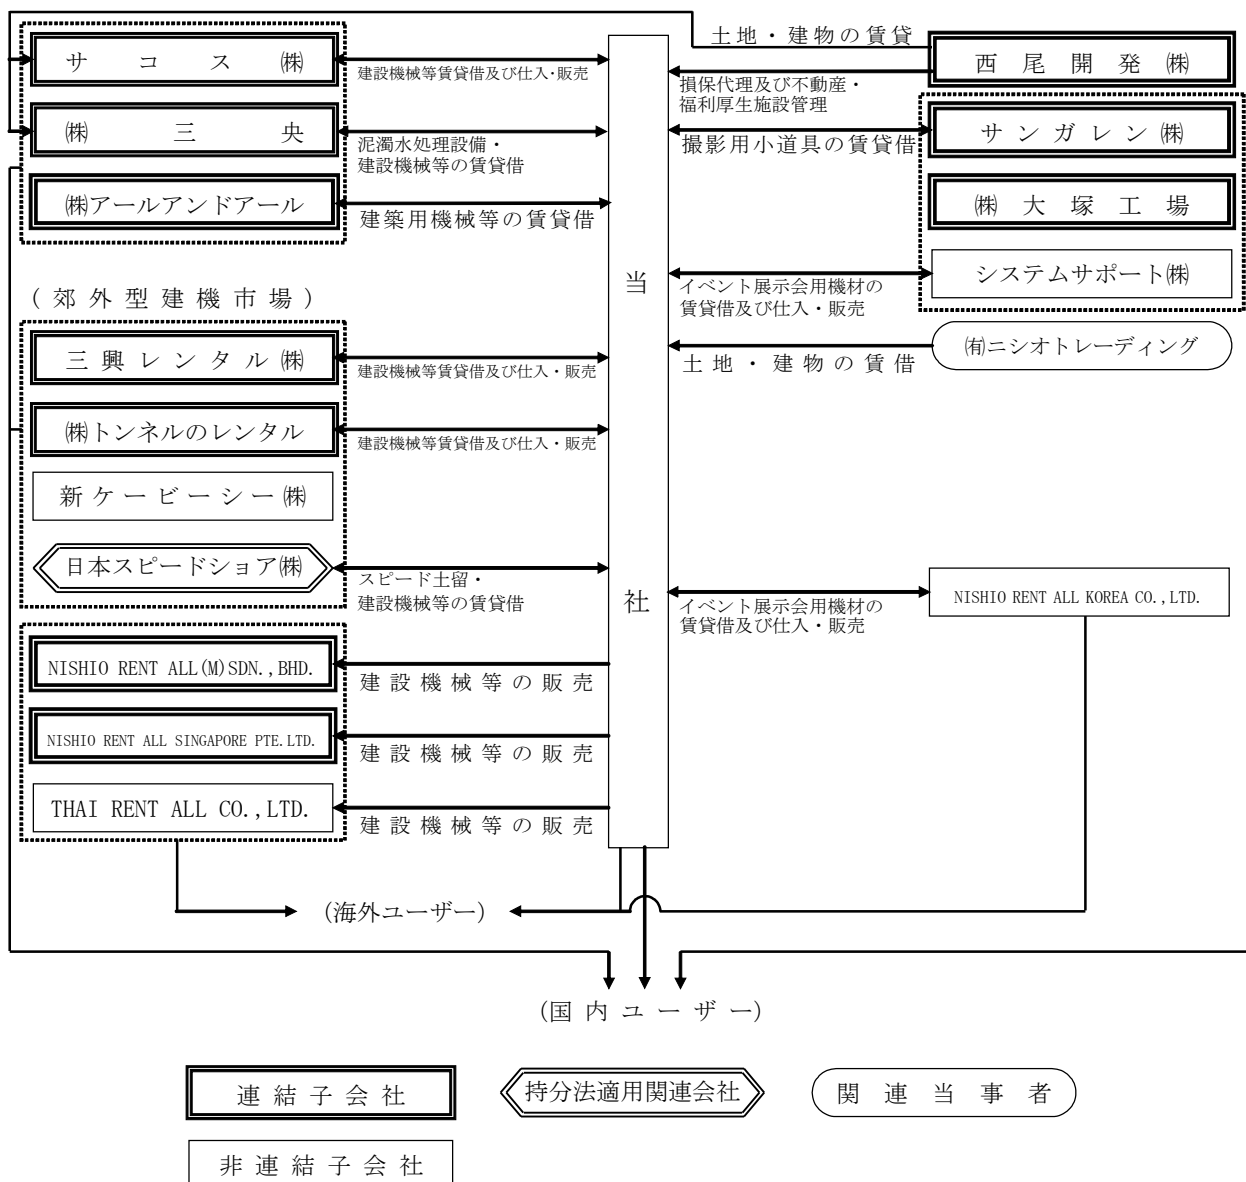 サコス㈱
建設機械等賃貸借及び仕入・販売
㈱三央
泥濁水処理設備・
建設機械等の賃貸借
㈱アールアンドアール
建築用機械等の賃貸借
(郊外型建機市場)
三興レンタル㈱
建設機械等賃貸借及び仕入・販売
㈱トンネルのレンタル
建設機械等賃貸借及び仕入・販売
新ケービーシー㈱
日本スピードショア㈱
スピード土留・
建設機械等の賃貸借
NISHIO RENT ALL(M)SDN.,BHD.
建設機械等の販売
NISHIO RENT ALL SINGAPORE PTE.LTD.
建設機械等の販売
THAI RENT ALL CO.,LTD.
建設機械等の販売
当社
土地・建物の賃貸
西尾開発㈱
損保代理及び不動産・
福利厚生施設管理
サンガレン㈱
撮影用小道具の賃貸借
㈱大塚工場
システムサポート㈱
イベント展示会用機材の
賃貸借及び仕入・販売
㈲ニシオトレーディング
土地・建物の賃借
NISHIO RENT ALL KOREA CO.,LTD.
イベント展示会用機材の
賃貸借及び仕入・販売
(海外ユーザー)
(国内ユーザー)
連結子会社
持分法適用関連会社
関連当事者
非連結子会社